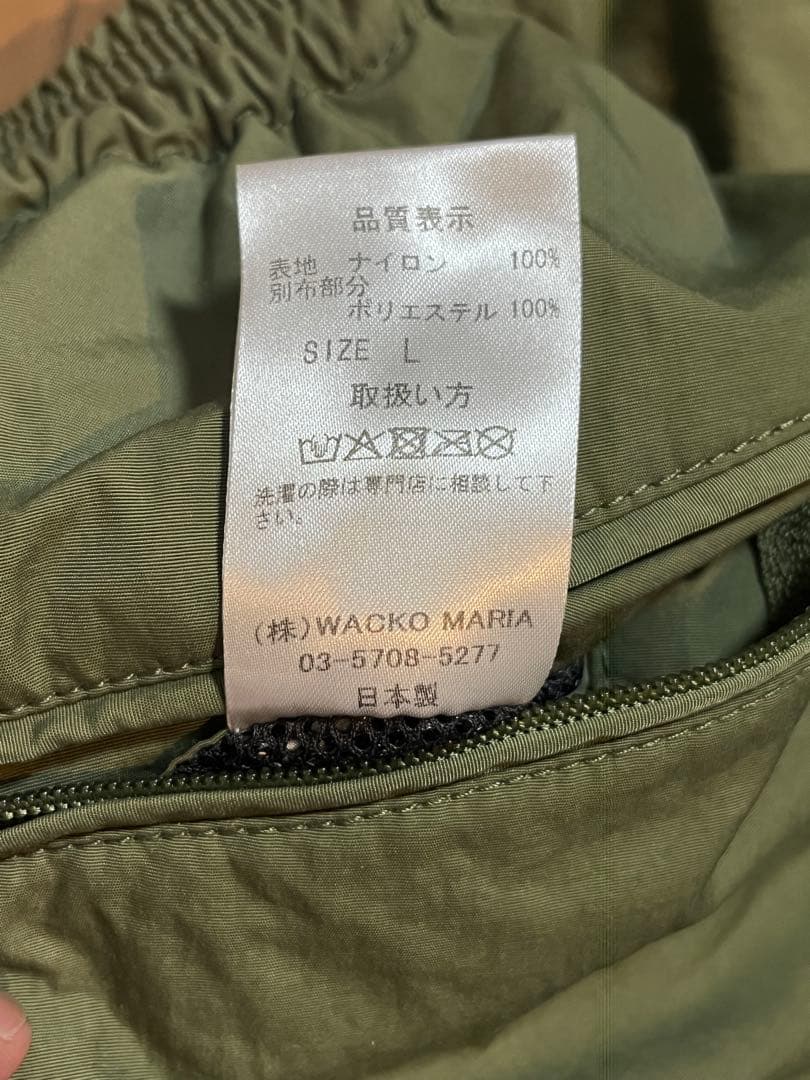 品質表示
表地 ナイロン 100%
別布部分
ポリエステル 100%
SIZE L
取扱い方
洗濯の際は専門店に相談して下
さい。
(株)WACKO MARIA
03-5708-5277
日本製